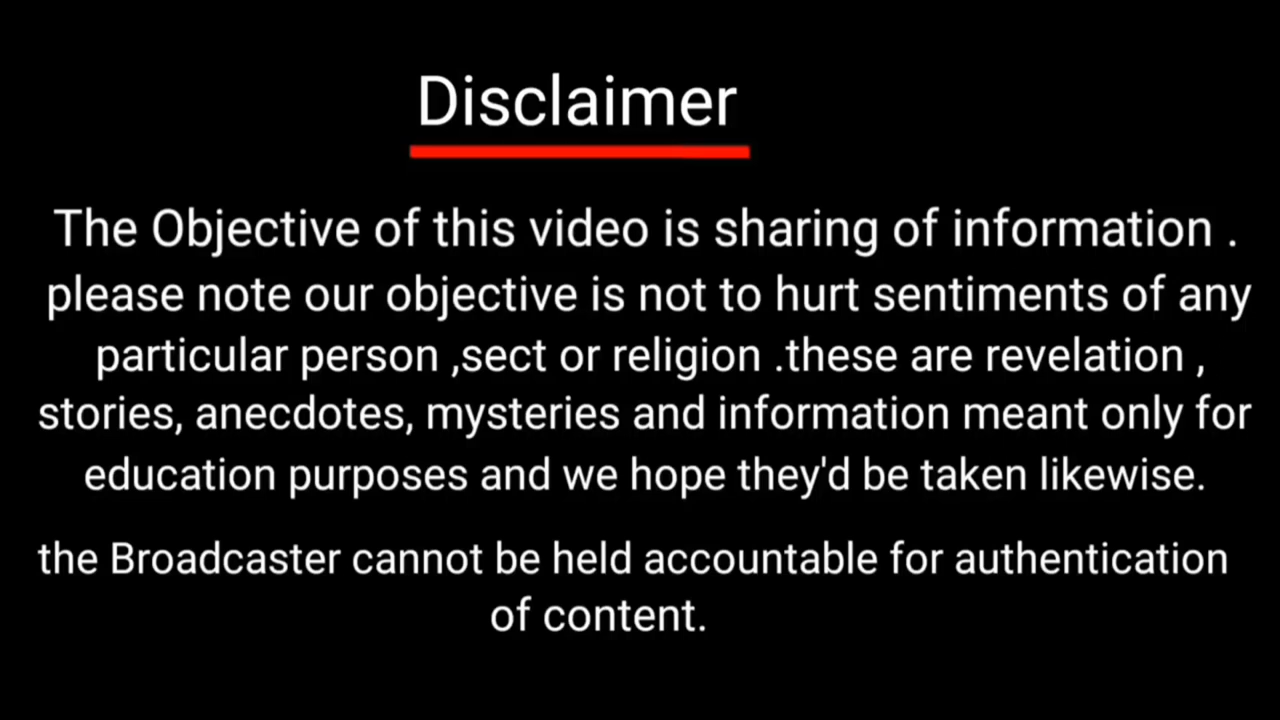 Disclaimer
The Objective of this video is sharing of information .
please note our objective is not to hurt sentiments of any
particular person ,sect or religion .these are revelation ,
stories, anecdotes, mysteries and information meant only for
education purposes and we hope they'd be taken likewise.
the Broadcaster cannot be held accountable for authentication
of content.